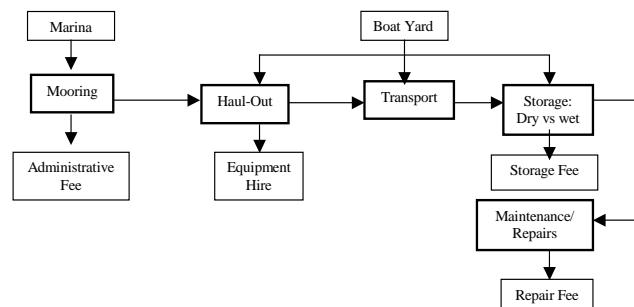 Marina
Boat Yard
Mooring
Haul-Out
Transport
Storage:
Dry vs wet
Administrative
Fee
Equipment
Hire
Storage Fee
Maintenance/
Repairs
Repair Fee